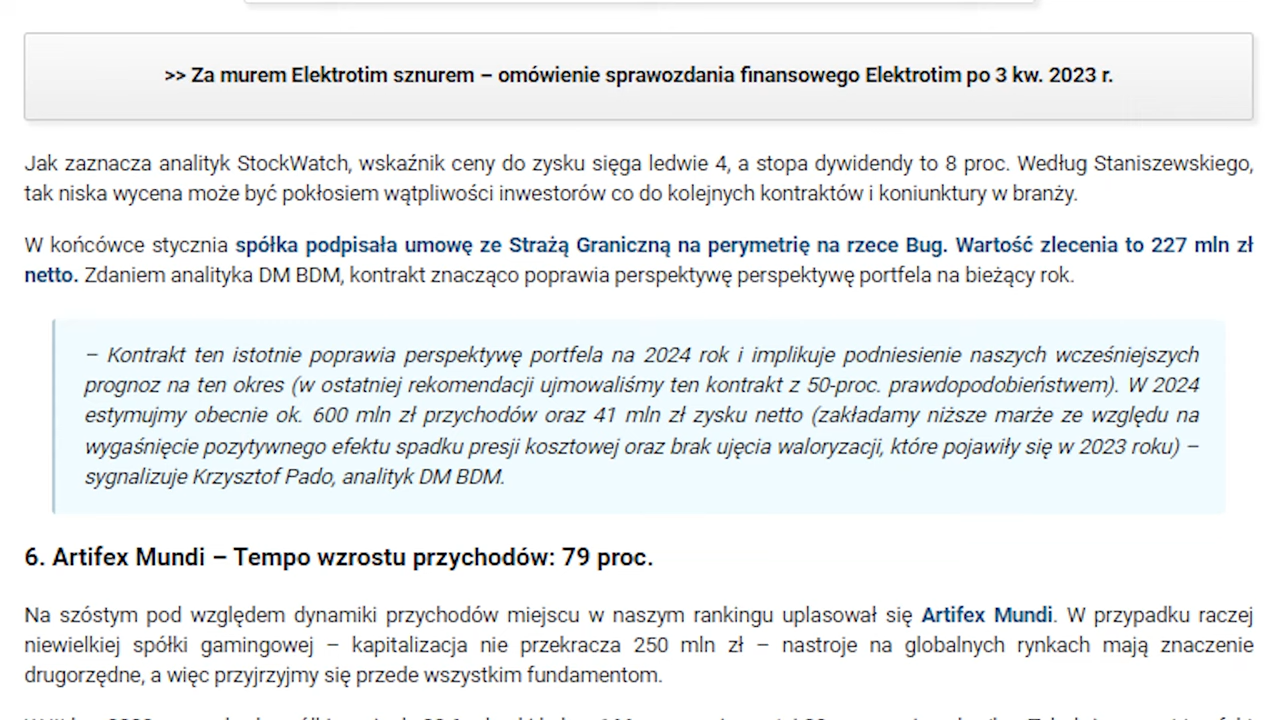 >> Za murem Elektrotim sznurem – omówienie sprawozdania finansowego Elektrotim po 3 kw. 2023 r.
Jak zaznacza analityk StockWatch, wskaźnik ceny do zysku sięga ledwie 4, a stopa dywidendy to 8 proc. Według Staniszewskiego,
tak niska wycena może być pokłosiem wątpliwości inwestorów co do kolejnych kontraktów i koniunktury w branży.
W końcówce stycznia spółka podpisała umowę ze Strażą Graniczną na perymetrię na rzece Bug. Wartość zlecenia to 227 mln zł
netto. Zdaniem analityka DM BDM, kontrakt znacząco poprawia perspektywę perspektywę portfela na bieżący rok.
– Kontrakt ten istotnie poprawia perspektywę portfela na 2024 rok i implikuje podniesienie naszych wcześniejszych
prognoz na ten okres (w ostatniej rekomendacji ujmowaliśmy ten kontrakt z 50-proc. prawdopodobieństwem). W 2024
estymujmy obecnie ok. 600 mln zł przychodów oraz 41 mln zł zysku netto (zakładamy niższe marże ze względu na
wygaśnięcie pozytywnego efektu spadku presji kosztowej oraz brak ujęcia waloryzacji, które pojawiły się w 2023 roku) –
sygnalizuje Krzysztof Pado, analityk DM BDM.
6. Artifex Mundi – Tempo wzrostu przychodów: 79 proc.
Na szóstym pod względem dynamiki przychodów miejscu w naszym rankingu uplasował się Artifex Mundi. W przypadku raczej
niewielkiej spółki gamingowej – kapitalizacja nie przekracza 250 mln zł – nastroje na globalnych rynkach mają znaczenie
drugorzędne, a więc przyjrzyjmy się przede wszystkim fundamentom.